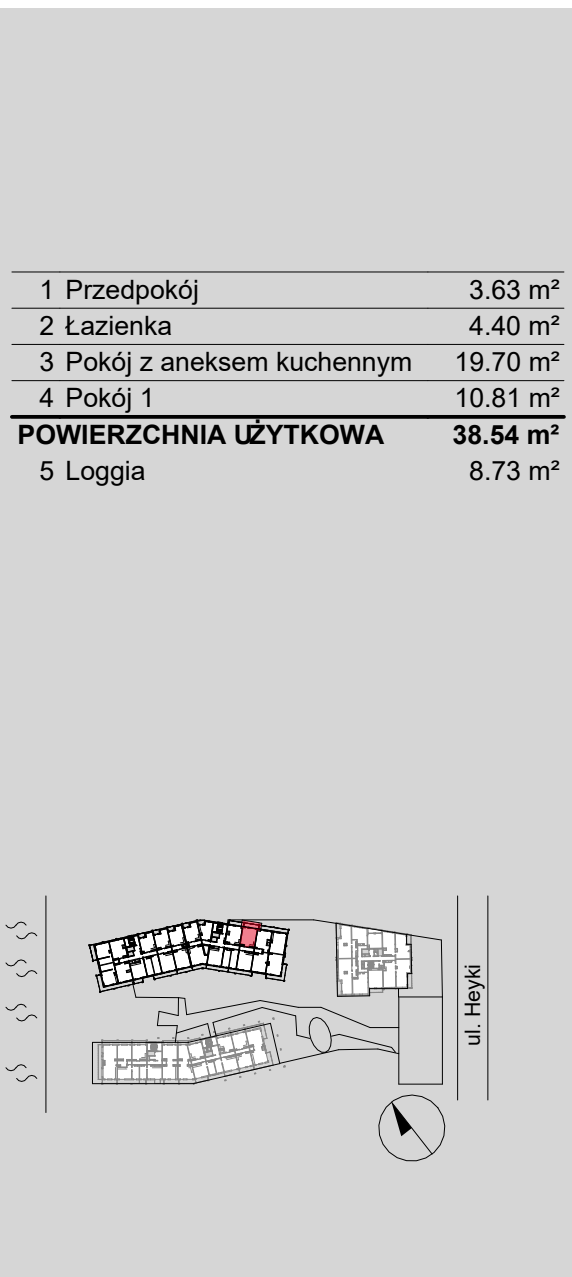 1 Przedpokój 3.63 m²
2 Łazienka 4.40 m²
3 Pokój z aneksem kuchennym 19.70 m²
4 Pokój 1 10.81 m²
POWIERZCHNIA UŻYTKOWA 38.54 m²
5 Loggia 8.73 m²
ul. Heyki